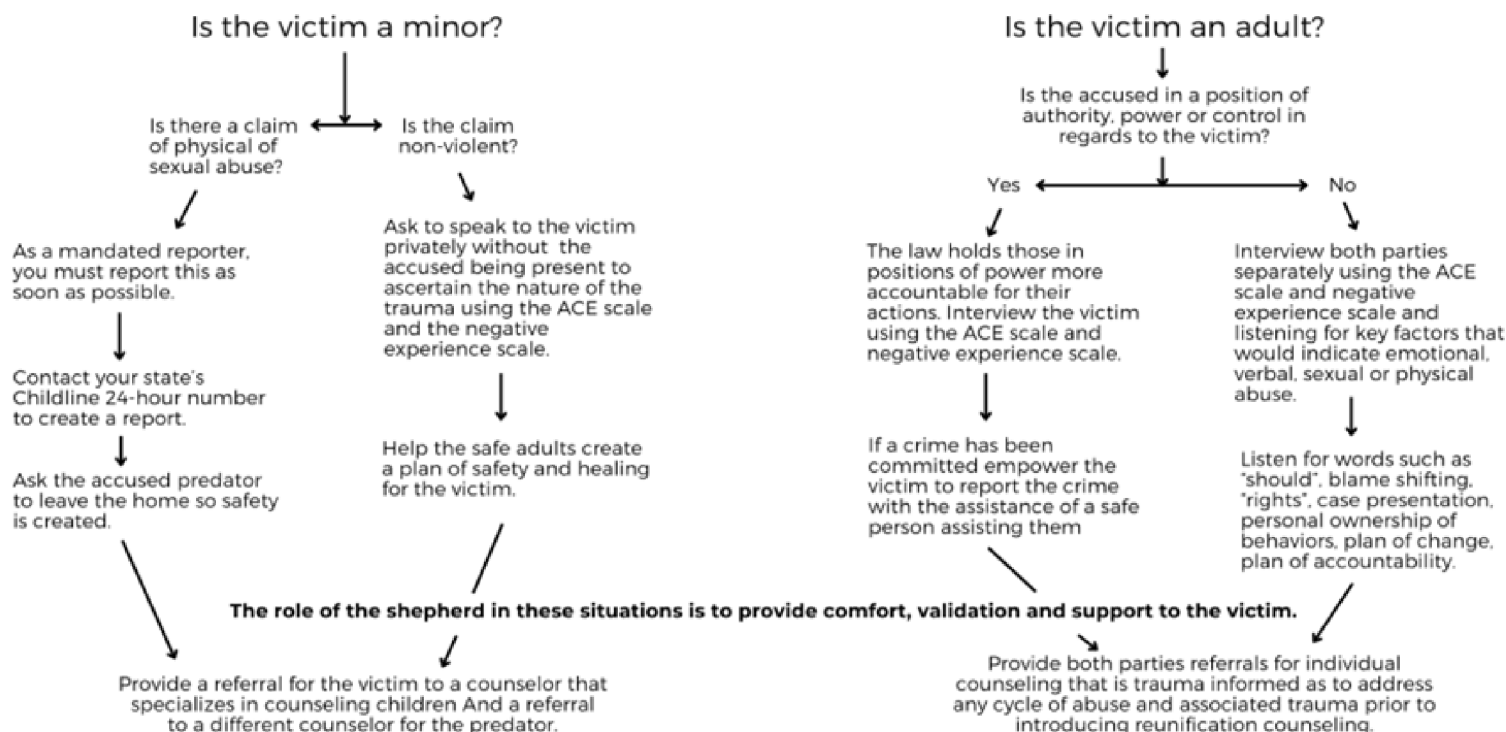 Is the victim a minor?
Is there a claim
of physical of
sexual abuse?
Is the claim
non-violent?
As a mandated reporter,
you must report this as
soon as possible.
Contact your state's
Childline 24-hour number
to create a report.
Ask the accused predator
to leave the home so safety
is created.
Ask to speak to the victim
privately without the
accused being present to
ascertain the nature of the
trauma using the ACE scale
and the negative
experience scale.
Help the safe adults create
a plan of safety and healing
for the victim.
Is the victim an adult?
Is the accused in a position of
authority, power or control in
regards to the victim?
Yes
No
The law holds those in
positions of power more
accountable for their
actions. Interview the victim
using the ACE scale and
negative experience scale.
If a crime has been
committed empower the
victim to report the crime
with the assistance of a safe
person assisting them
Interview both parties
separately using the ACE
scale and negative
experience scale and
listening for key factors that
would indicate emotional,
verbal, sexual or physical
abuse.
Listen for words such as
"should", blame shifting,
"rights", case presentation,
personal ownership of
behaviors, plan of change,
plan of accountability.
The role of the shepherd in these situations is to provide comfort, validation and support to the victim.
Provide a referral for the victim to a counselor that
specializes in counseling children And a referral
to a different counselor for the predator.
Provide both parties referrals for individual
counseling that is trauma informed as to address
any cycle of abuse and associated trauma prior to
introducing reunification counseling.